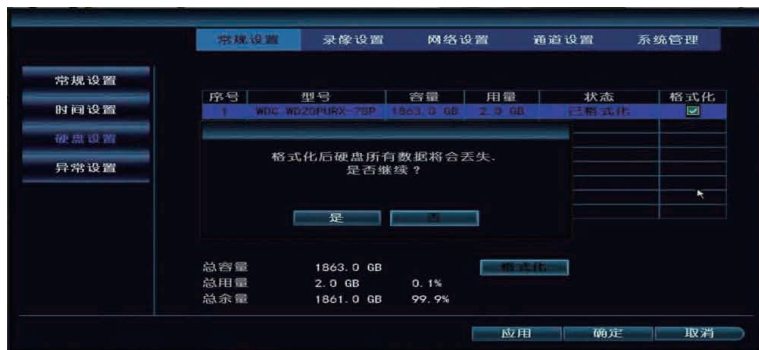 常规设置 录像设置 网络设置 通道设置 系统管理
常规设置
时间设置
硬盘设置
异常设置
序号 型号 容量 用量 状态 格式化
1 WDC WD20PURX-78P 1863.0 GB 2.0 GB 已格式化
格式化后硬盘所有数据将会丢失.
是否继续？
是 否
总容量 1863.0 GB 格式化
总用量 2.0 GB 0.1%
总余量 1861.0 GB 99.9%
应用 确定 取消